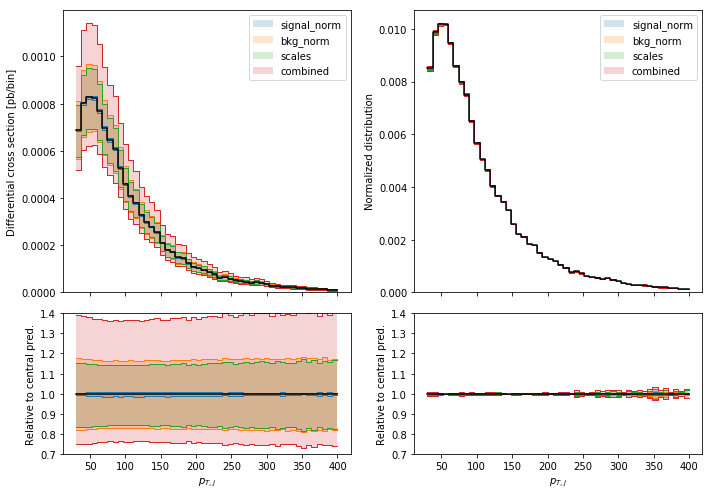 Differential cross section [pb/bin]
0.0010
0.0008
0.0006
0.0004
0.0002
0.0000
signal_norm
bkg_norm
scales
combined
Normalized distribution
0.010
0.008
0.006
0.004
0.002
0.000
signal_norm
bkg_norm
scales
combined
Relative to central pred.
1.4
1.3
1.2
1.1
1.0
0.9
0.8
0.7
50 100 150 200 250 300 350 400
p_{T,j}
Relative to central pred.
1.4
1.3
1.2
1.1
1.0
0.9
0.8
0.7
50 100 150 200 250 300 350 400
p_{T,j}